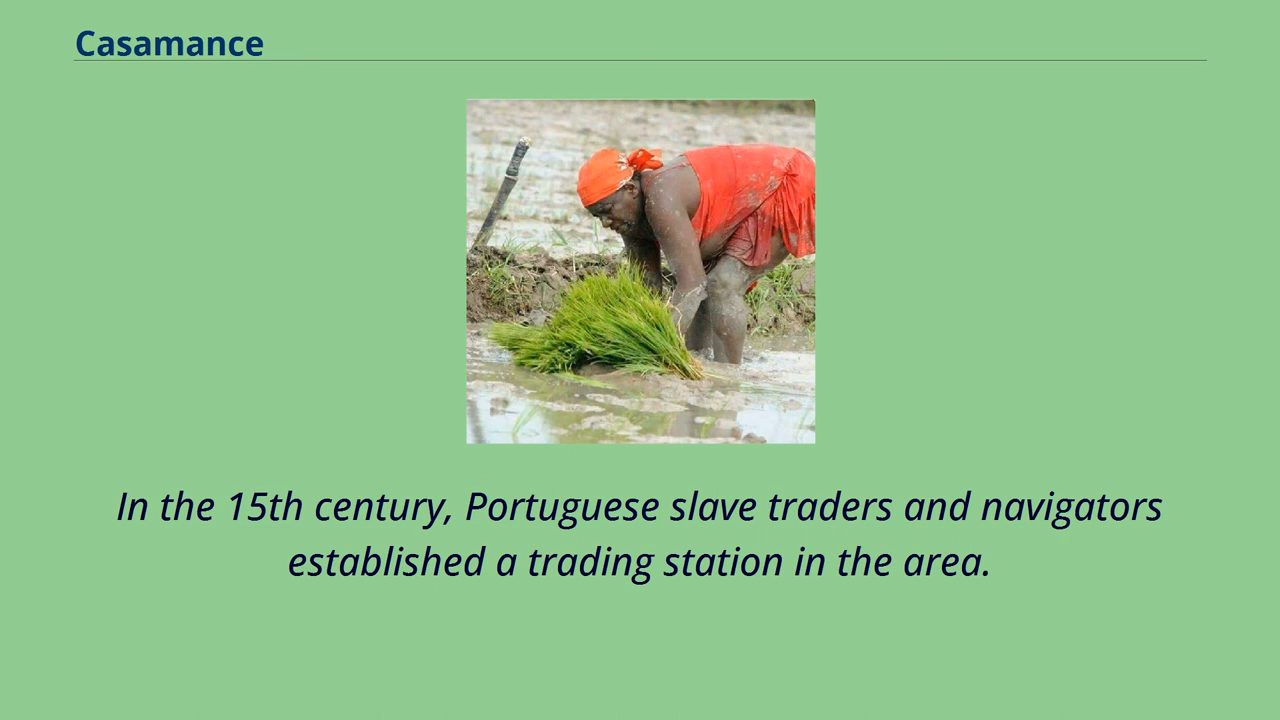 Casamance
In the 15th century, Portuguese slave traders and navigators
established a trading station in the area.